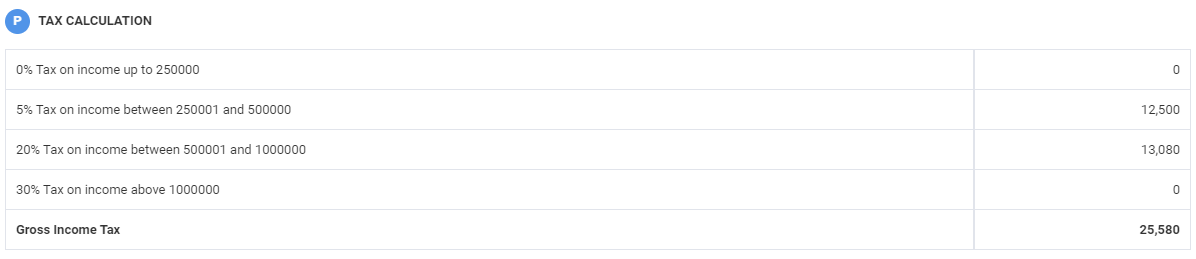 P TAX CALCULATION
0% Tax on income up to 250000 0
5% Tax on income between 250001 and 500000 12,500
20% Tax on income between 500001 and 1000000 13,080
30% Tax on income above 1000000 0
Gross Income Tax 25,580